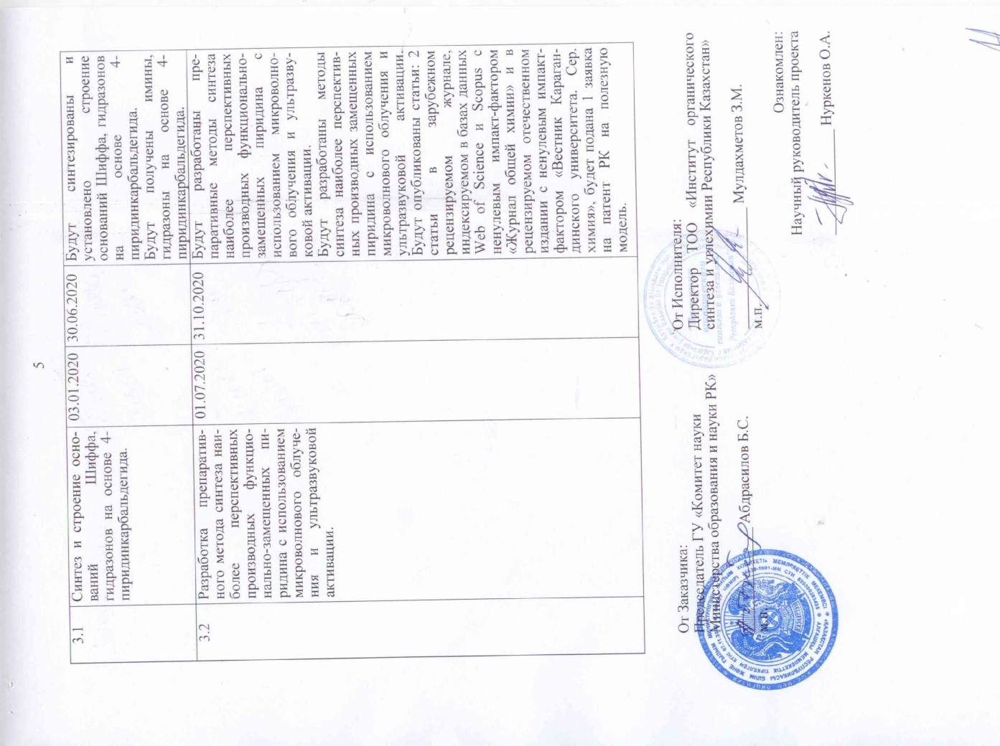 5
3.1
Синтез и строение осно-
ваний Шиффа,
гидразонов на основе 4-
пиридинкарбальдегида.
03.01.2020
30.06.2020
Будут синтезированы и
установлено строение
оснований Шиффа, гидразонов
на основе 4-
пиридинкарбальдегида.
Будут получены имины,
гидразоны на основе 4-
пиридинкарбальдегида.
3.2
Разработка препаратив-
ного метода синтеза наи-
более перспективных
производных функцио-
нально-замещенных пи-
ридина с использованием
микроволнового облуче-
ния и ультразвуковой
активации.
01.07.2020
31.10.2020
Будут разработаны пре-
паративные методы синтеза
наиболее перспективных
производных функционально-
замещенных пиридина с
использованием микроволно-
вого облучения и ультразву-
ковой активации.
Будут разработаны методы
синтеза наиболее перспектив-
ных производных замещенных
пиридина с использованием
микроволнового облучения и
ультразвуковой активации.
Будут опубликованы статьи: 2
статьи в зарубежном
рецензируемом журнале,
индексируемом в базах данных
Web of Science и Scopus с
ненулевым импакт-фактором
«Журнал общей химии» и в
рецензируемом отечественном
издании с ненулевым импакт-
фактором «Вестник Караган-
динского университета. Сер.
химия», будет подана 1 заявка
на патент РК на полезную
модель.
От Заказчика:
Председатель ГУ «Комитет науки
Министерства образования и науки РК»
Абдрасилов Б.С.
м.п.
От Исполнителя:
Директор ТОО «Институт органического
синтеза и углехимии Республики Казахстан»
Мулдахметов З.М.
м.п.
Ознакомлен:
Научный руководитель проекта
Нуркенов О.А.